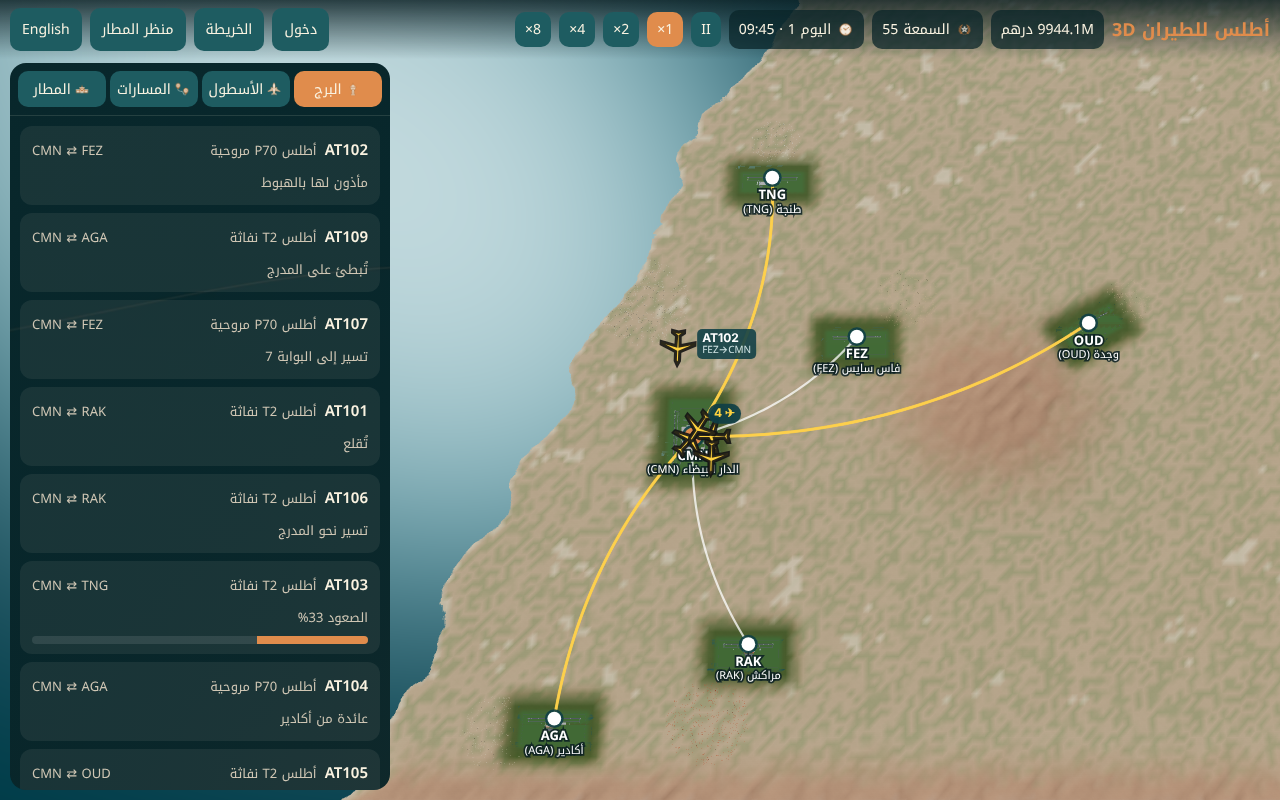 أطلس للطيران 3D
9944.1M درهم
السمعة 55
اليوم 1 · 09:45
II
×1
×2
×4
×8
دخول
الخريطة
منظر المطار
English
البرج
الأسطول
المسارات
المطار
AT102 أطلس P70 مروحية CMN ⇄ FEZ
مأذون لها بالهبوط
AT109 أطلس T2 نفاثة CMN ⇄ AGA
تُبطئ على المدرج
AT107 أطلس P70 مروحية CMN ⇄ FEZ
تسير إلى البوابة 7
AT101 أطلس T2 نفاثة CMN ⇄ RAK
تُقلع
AT106 أطلس T2 نفاثة CMN ⇄ RAK
تسير نحو المدرج
AT103 أطلس T2 نفاثة CMN ⇄ TNG
الصعود 33%
AT104 أطلس P70 مروحية CMN ⇄ AGA
عائدة من أكادير
AT105 أطلس T2 نفاثة CMN ⇄ OUD
TNG
طنجة (TNG)
AT102
FEZ→CMN
FEZ
فاس سايس (FEZ)
OUD
وجدة (OUD)
4 ✈
CMN
الدار البيضاء (CMN)
RAK
مراكش (RAK)
AGA
أكادير (AGA)